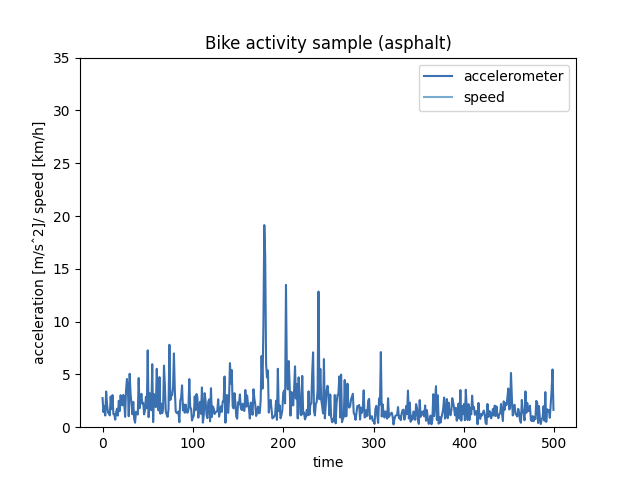 Bike activity sample (asphalt)
accelerometer
speed
acceleration [m/sˆ2]/ speed [km/h]
35
30
25
20
15
10
5
0
0 100 200 300 400 500
time